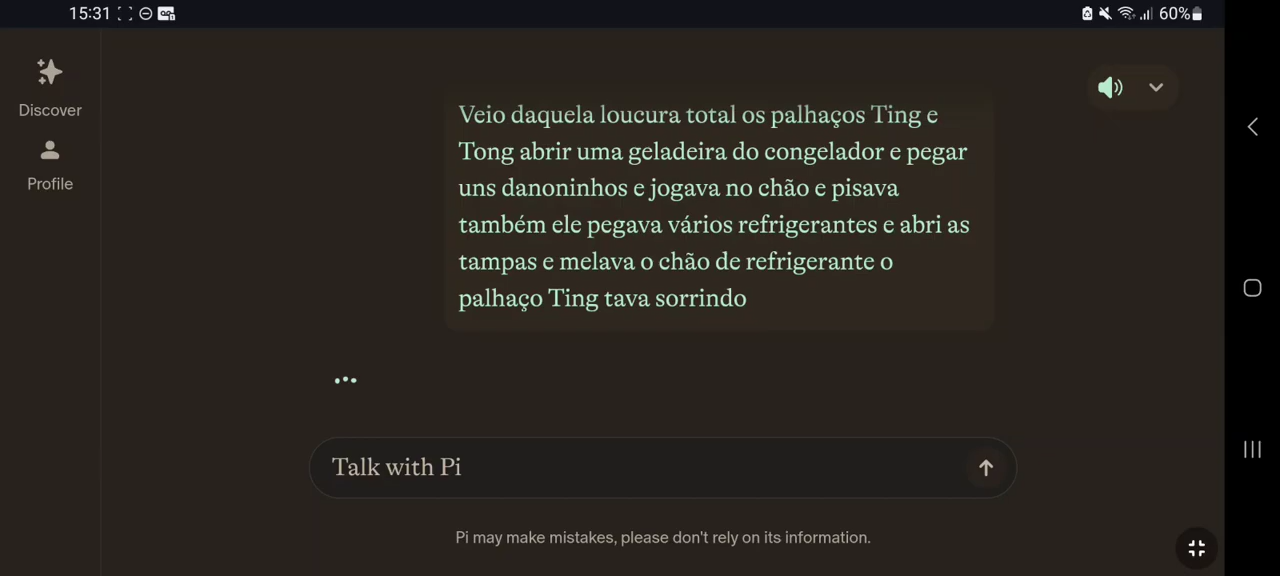 15:31 60%
Discover
Profile
Veio daquela loucura total os palhaços Ting e
Tong abrir uma geladeira do congelador e pegar
uns danoninhos e jogava no chão e pisava
também ele pegava vários refrigerantes e abri as
tampas e melava o chão de refrigerante o
palhaço Ting tava sorrindo
Talk with Pi
Pi may make mistakes, please don't rely on its information.